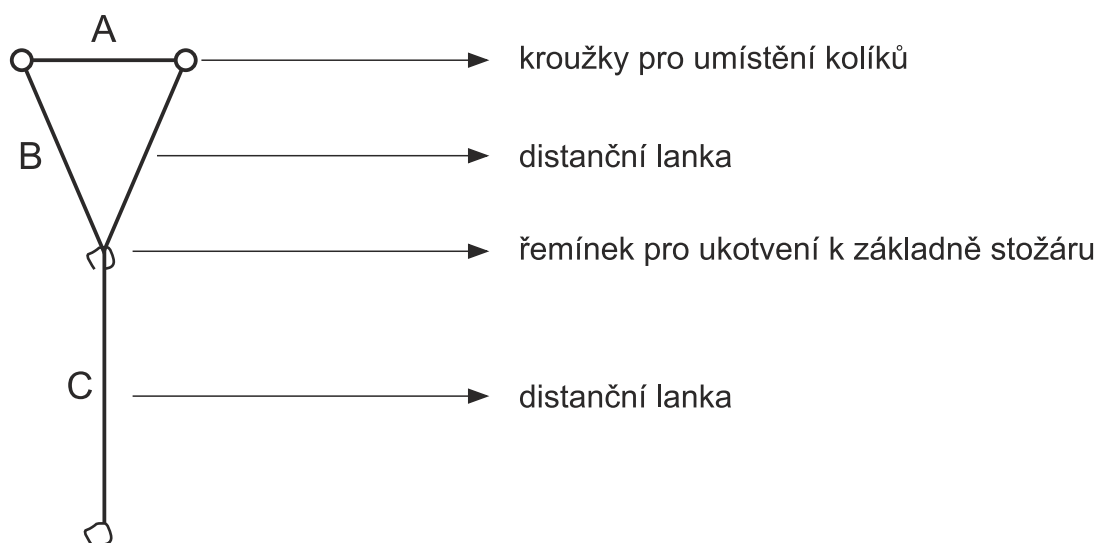 A
kroužky pro umístění kolíků
B
distanční lanka
řemínek pro ukotvení k základně stožáru
C
distanční lanka